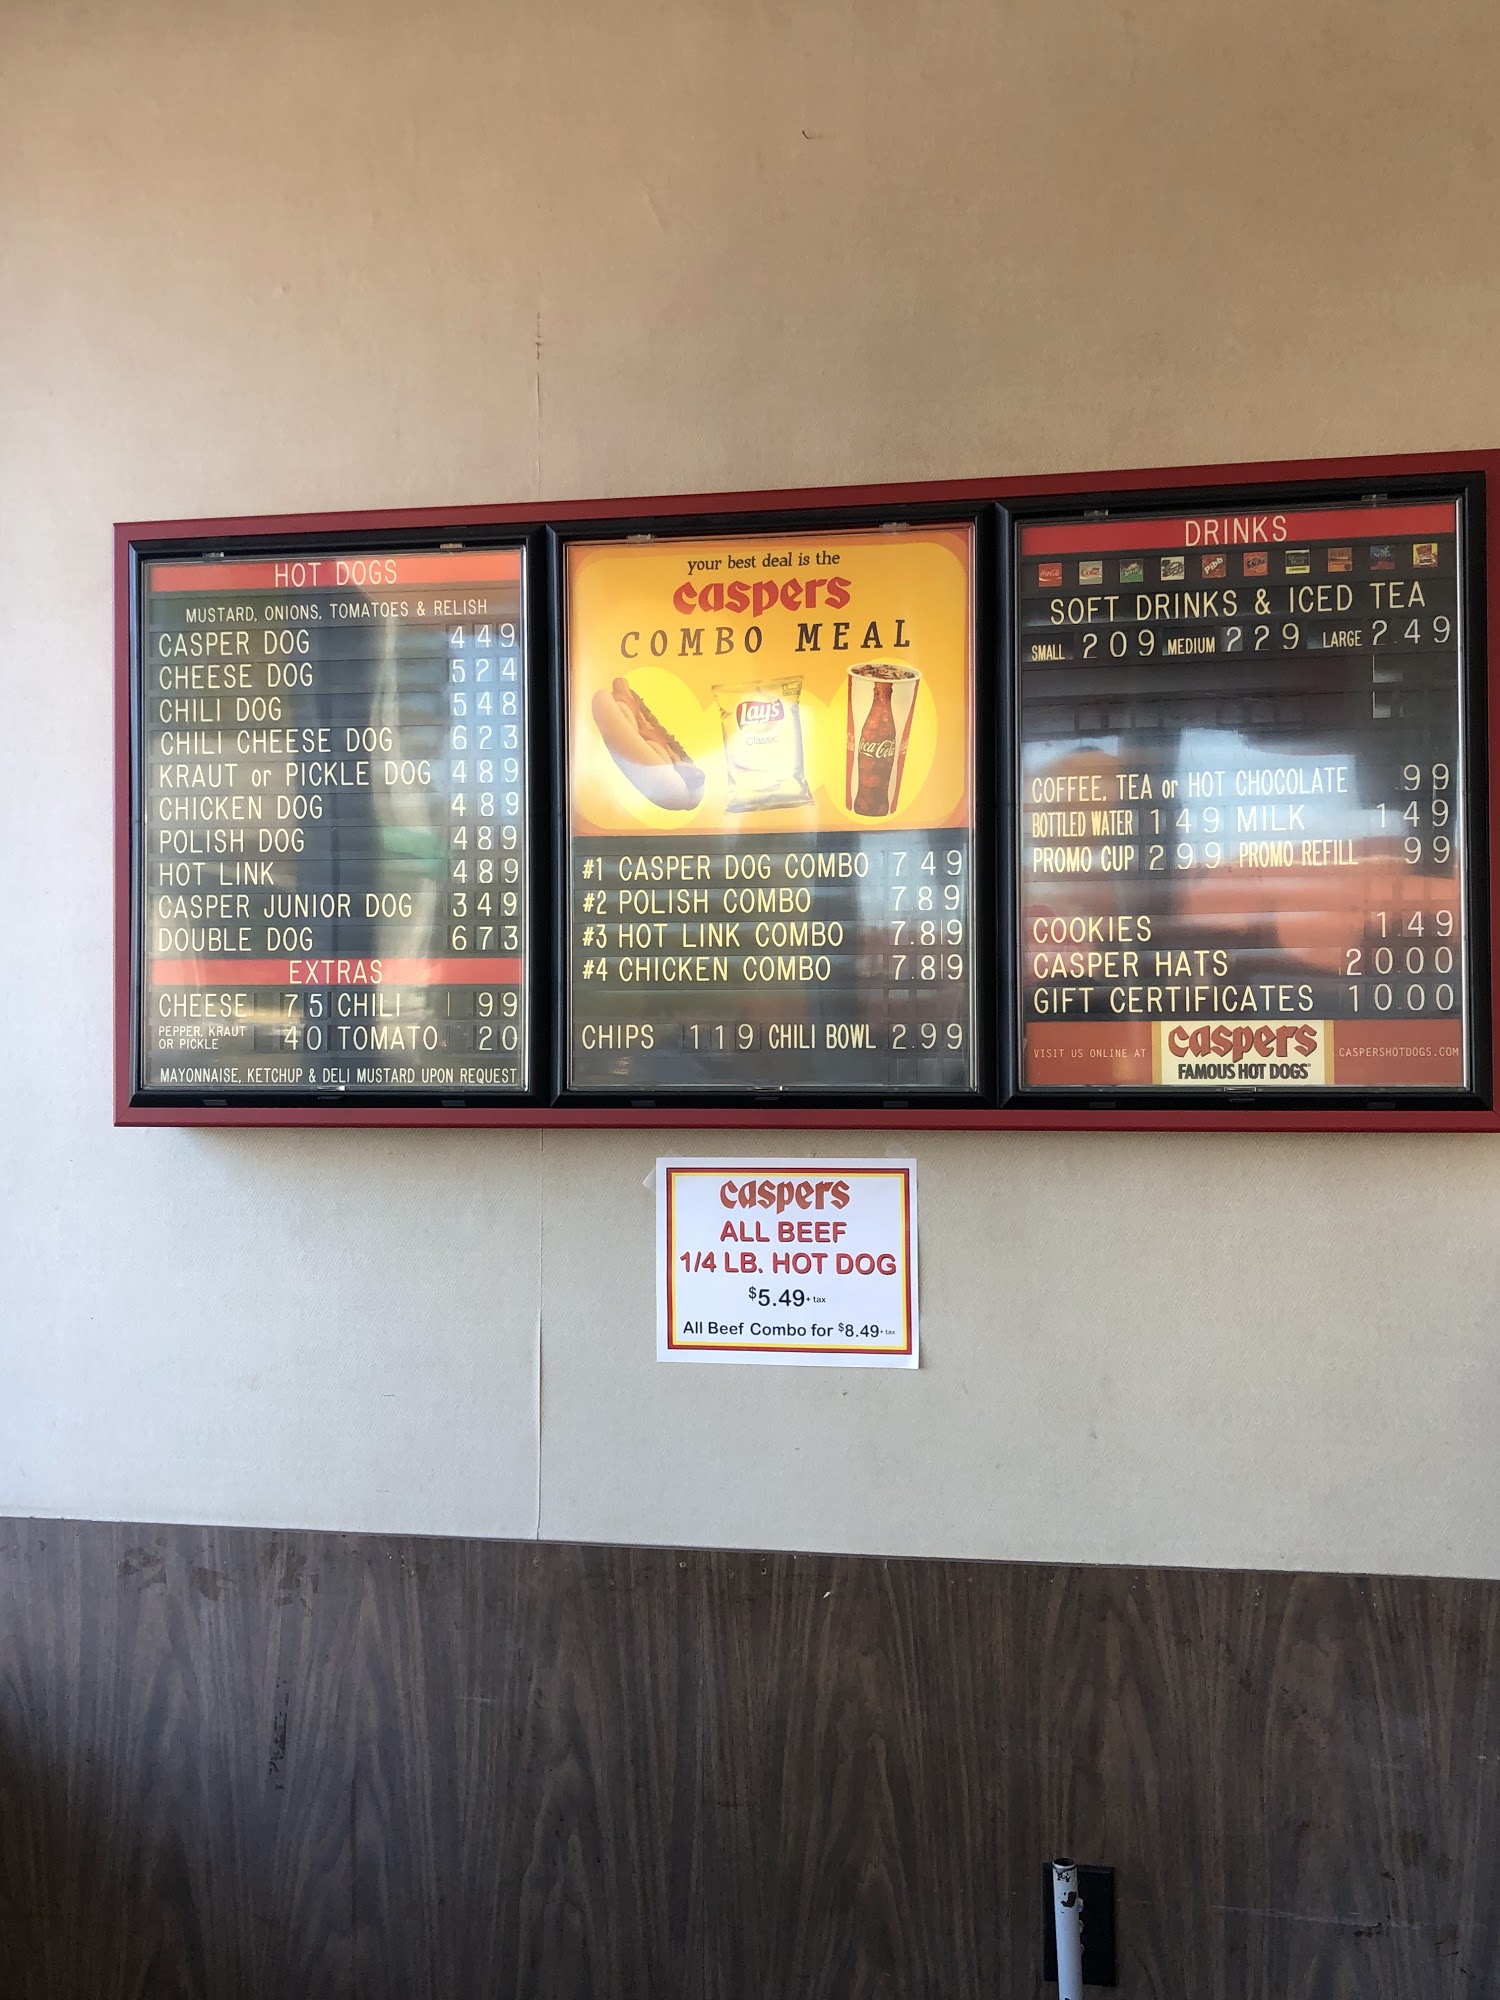 HOT DOGS
MUSTARD, ONIONS, TOMATOES & RELISH
CASPER DOG 4 4 9
CHEESE DOG 5 2 4
CHILI DOG 5 4 8
CHILI CHEESE DOG 6 2 3
KRAUT or PICKLE DOG 4 8 9
CHICKEN DOG 4 8 9
POLISH DOG 4 8 9
HOT LINK 4 8 9
CASPER JUNIOR DOG 3 4 9
DOUBLE DOG 6 7 3
EXTRAS
CHEESE 7 5 CHILI 9 9
PEPPER, KRAUT
OR PICKLE 4 0 TOMATO 2 0
MAYONNAISE, KETCHUP & DELI MUSTARD UPON REQUEST
your best deal is the
caspers
COMBO MEAL
Lay's
Classic
Coca-Cola
#1 CASPER DOG COMBO 7 4 9
#2 POLISH COMBO 7 8 9
#3 HOT LINK COMBO 7.8 9
#4 CHICKEN COMBO 7.8 9
CHIPS 1 1 9 CHILI BOWL 2.9 9
DRINKS
SOFT DRINKS & ICED TEA
SMALL 2 0 9 MEDIUM 2 2 9 LARGE 2.4 9
COFFEE, TEA or HOT CHOCOLATE .9 9
BOTTLED WATER 1 4 9 MILK 1 4 9
PROMO CUP 2 9 9 PROMO REFILL 9 9
COOKIES 1.4 9
CASPER HATS 2 0.0 0
GIFT CERTIFICATES 1 0.0 0
VISIT US ONLINE AT caspers CASPERSHOTDOGS.COM
FAMOUS HOT DOGS
caspers
ALL BEEF
1/4 LB. HOT DOG
$5.49+ tax
All Beef Combo for $8.49+ tax